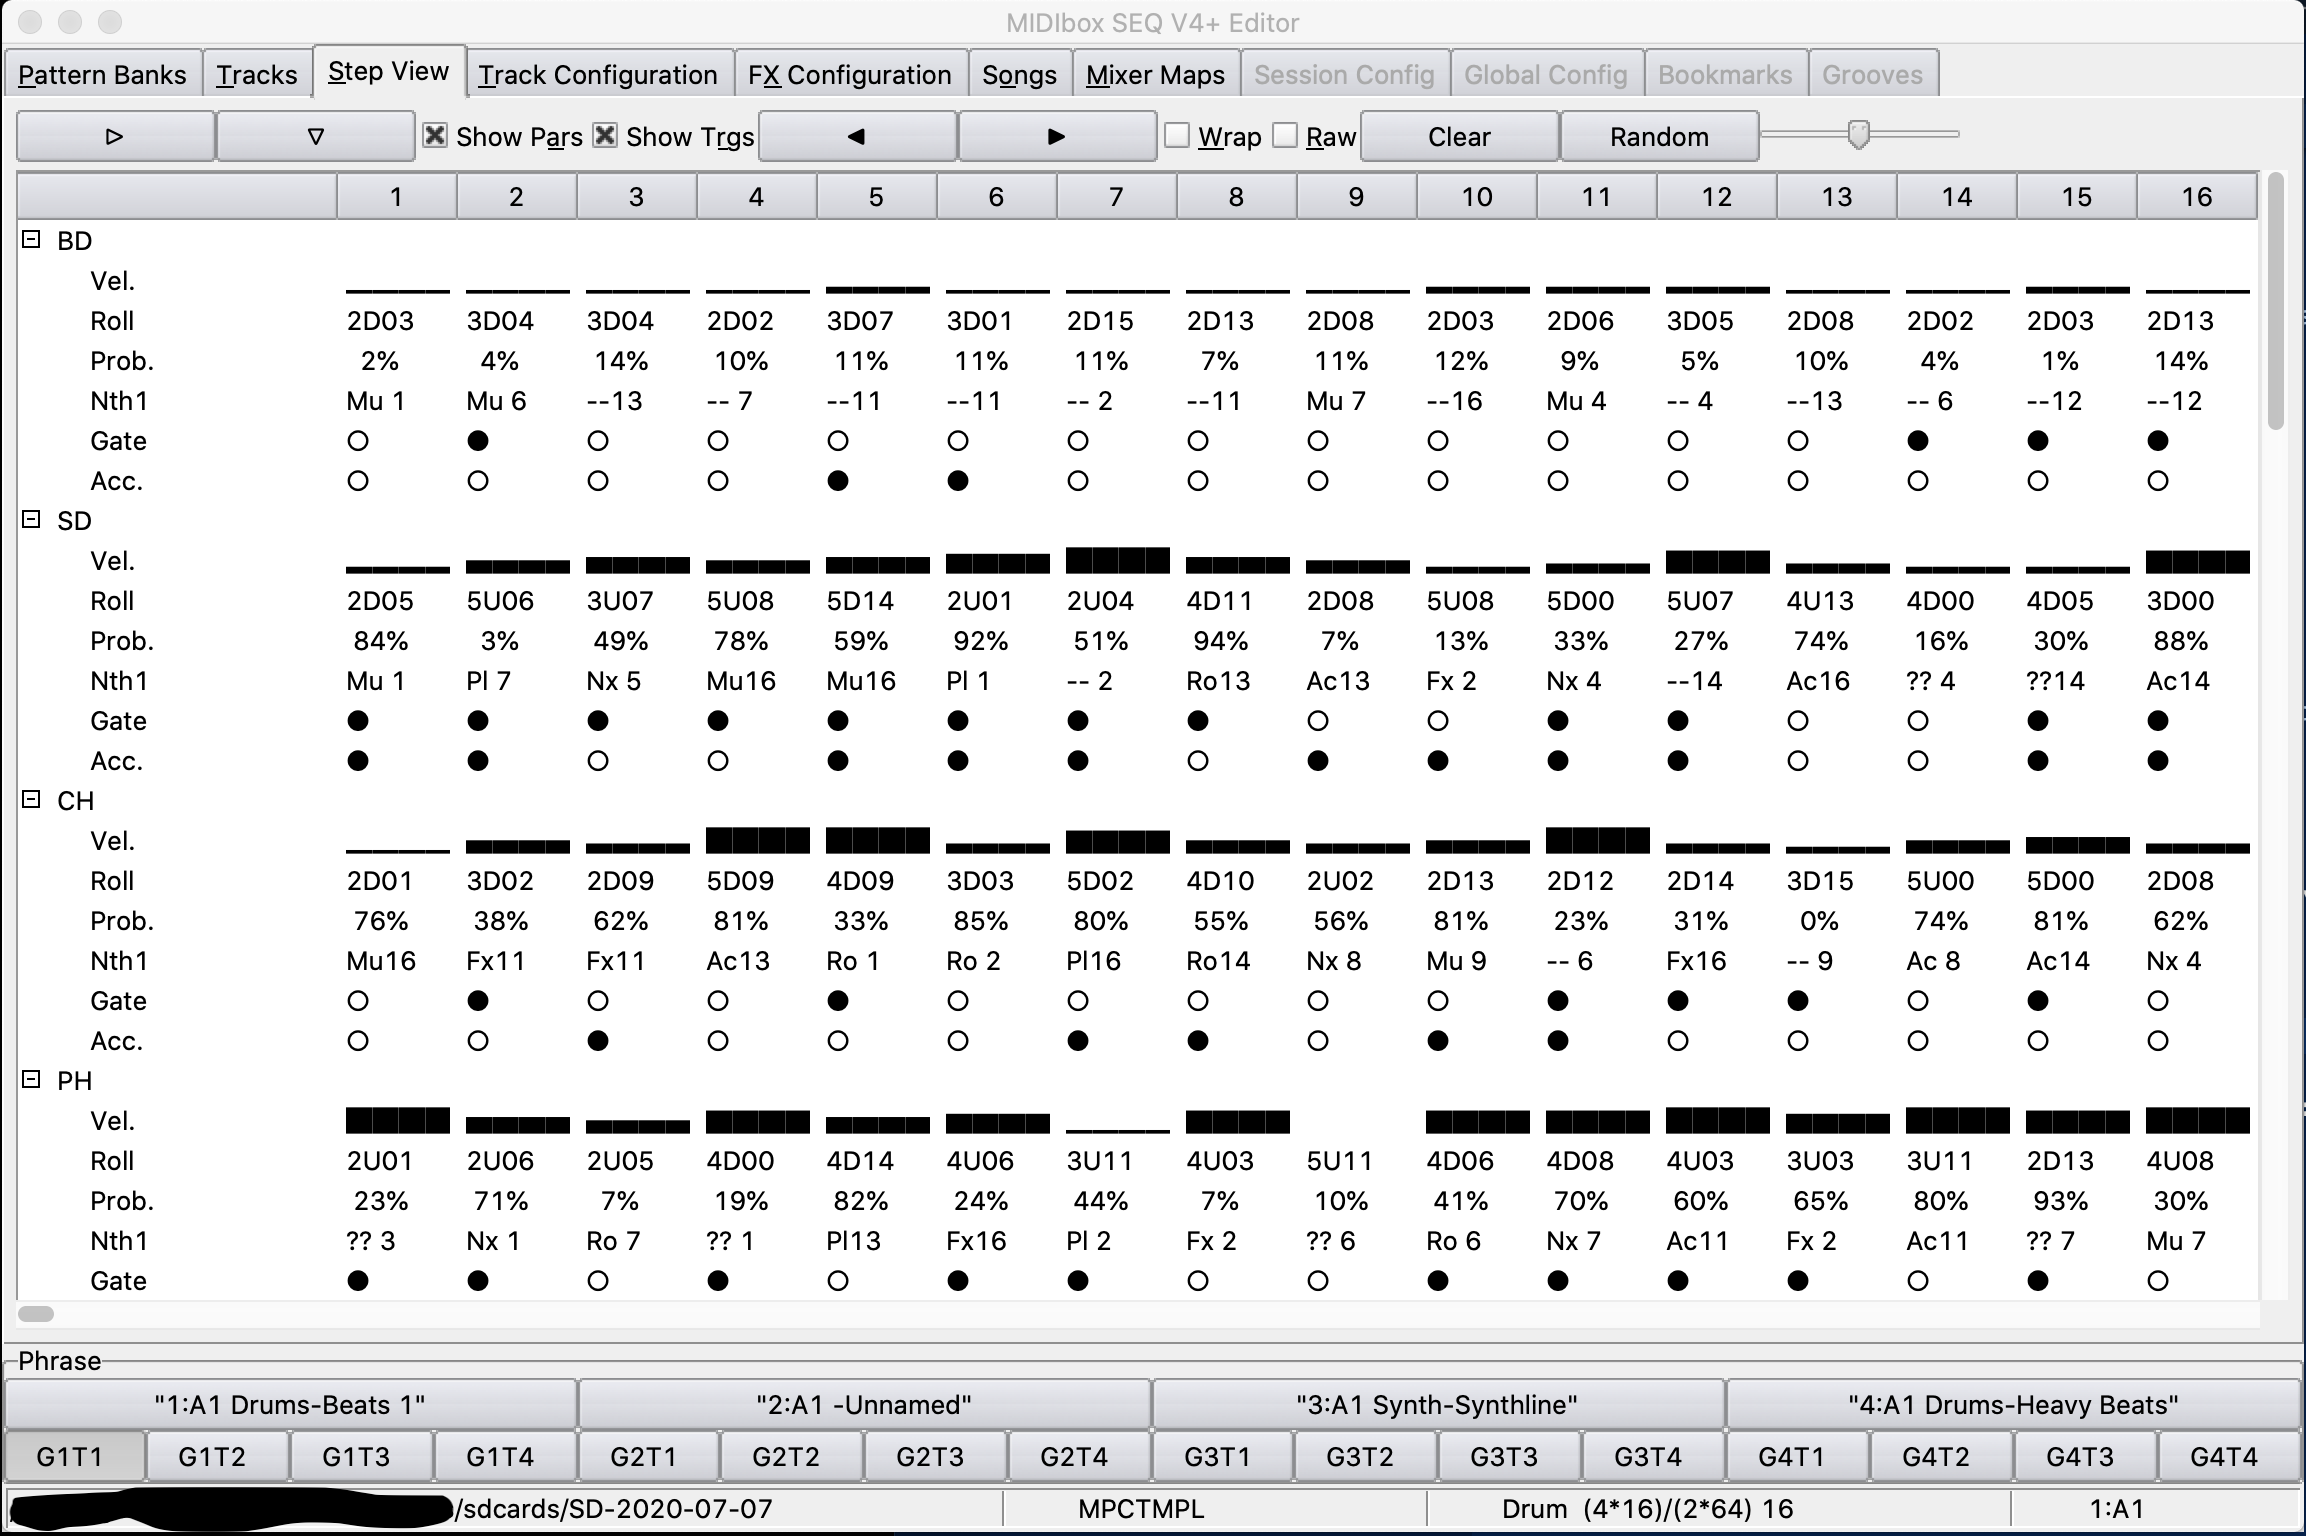 MIDIbox SEQ V4+ Editor
Pattern Banks Tracks Step View Track Configuration FX Configuration Songs Mixer Maps Session Config Global Config Bookmarks Grooves
Show Pars Show Trgs Wrap Raw Clear Random
1 2 3 4 5 6 7 8 9 10 11 12 13 14 15 16
BD
Vel.
Roll 2D03 3D04 3D04 2D02 3D07 3D01 2D15 2D13 2D08 2D03 2D06 3D05 2D08 2D02 2D03 2D13
Prob. 2% 4% 14% 10% 11% 11% 11% 7% 11% 12% 9% 5% 10% 4% 1% 14%
Nth1 Mu 1 Mu 6 --13 -- 7 --11 --11 -- 2 --11 Mu 7 --16 Mu 4 -- 4 --13 -- 6 --12 --12
Gate
Acc.
SD
Vel.
Roll 2D05 5U06 3U07 5U08 5D14 2U01 2U04 4D11 2D08 5U08 5D00 5U07 4U13 4D00 4D05 3D00
Prob. 84% 3% 49% 78% 59% 92% 51% 94% 7% 13% 33% 27% 74% 16% 30% 88%
Nth1 Mu 1 Pl 7 Nx 5 Mu16 Mu16 Pl 1 -- 2 Ro13 Ac13 Fx 2 Nx 4 --14 Ac16 ?? 4 ??14 Ac14
Gate
Acc.
CH
Vel.
Roll 2D01 3D02 2D09 5D09 4D09 3D03 5D02 4D10 2U02 2D13 2D12 2D14 3D15 5U00 5D00 2D08
Prob. 76% 38% 62% 81% 33% 85% 80% 55% 56% 81% 23% 31% 0% 74% 81% 62%
Nth1 Mu16 Fx11 Fx11 Ac13 Ro 1 Ro 2 Pl16 Ro14 Nx 8 Mu 9 -- 6 Fx16 -- 9 Ac 8 Ac14 Nx 4
Gate
Acc.
PH
Vel.
Roll 2U01 2U06 2U05 4D00 4D14 4U06 3U11 4U03 5U11 4D06 4D08 4U03 3U03 3U11 2D13 4U08
Prob. 23% 71% 7% 19% 82% 24% 44% 7% 10% 41% 70% 60% 65% 80% 93% 30%
Nth1 ?? 3 Nx 1 Ro 7 ?? 1 Pl13 Fx16 Pl 2 Fx 2 ?? 6 Ro 6 Nx 7 Ac11 Fx 2 Ac11 ?? 7 Mu 7
Gate
Phrase
"1:A1 Drums-Beats 1" "2:A1 -Unnamed" "3:A1 Synth-Synthline" "4:A1 Drums-Heavy Beats"
G1T1 G1T2 G1T3 G1T4 G2T1 G2T2 G2T3 G2T4 G3T1 G3T2 G3T3 G3T4 G4T1 G4T2 G4T3 G4T4
/sdcards/SD-2020-07-07 MPCTMPL Drum (4*16)/(2*64) 16 1:A1